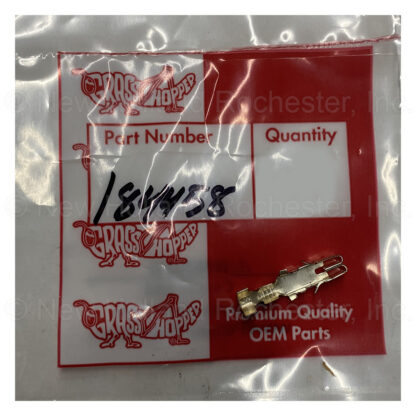 GRASSHOPPER
Part Number Quantity
184458
GRASSHOPPER
GRASSHOPPER
Premium Quality
OEM Parts